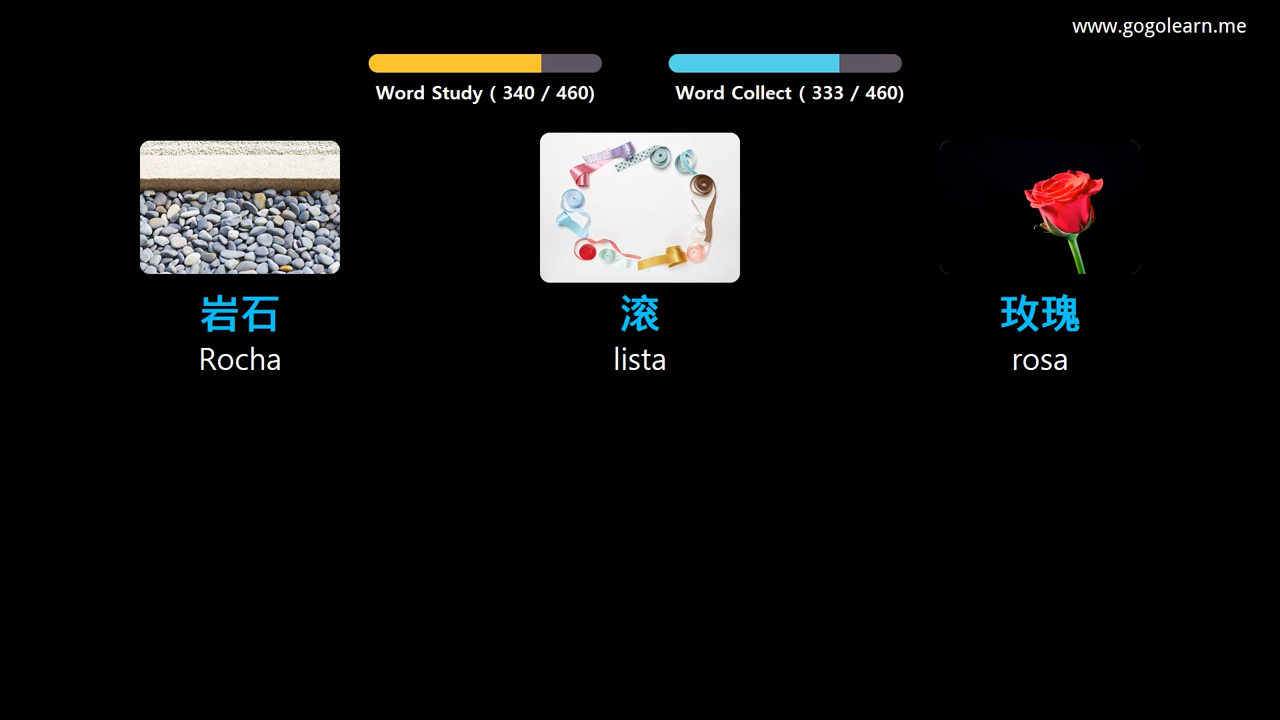 www.gogolearn.me
Word Study ( 340 / 460)
Word Collect ( 333 / 460)
岩石
Rocha
滚
lista
玫瑰
rosa